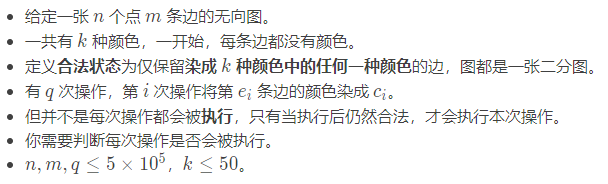 • 给定一张 n 个点 m 条边的无向图。
• 一共有 k 种颜色，一开始，每条边都没有颜色。
• 定义合法状态为仅保留染成 k 种颜色中的任何一种颜色的边，图都是一张二分图。
• 有 q 次操作，第 i 次操作将第 e_i 条边的颜色染成 c_i。
• 但并不是每次操作都会被执行，只有当执行后仍然合法，才会执行本次操作。
• 你需要判断每次操作是否会被执行。
• n, m, q ≤ 5 × 10^5，k ≤ 50。